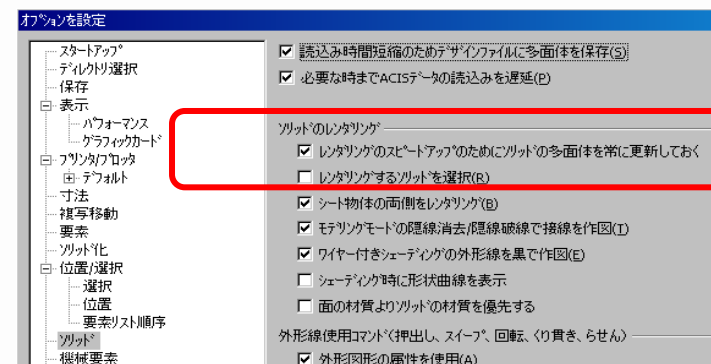 オプションを設定
スタートアップ
ディレクトリ選択
保存
表示
パフォーマンス
グラフィックカード
プリンタ/プロッタ
デフォルト
寸法
複写移動
要素
ソリッド化
位置/選択
選択
位置
要素リスト順序
ソリッド
機械要素
読込み時間短縮のためデザインファイルに多面体を保存(S)
必要な時までACISデータの読込みを遅延(P)
ソリッドのレンダリング
レンダリングのスピードアップのためにソリッドの多面体を常に更新しておく
レンダリングするソリッドを選択(R)
シート物体の両側をレンダリング(B)
モデリングモードの隠線消去/隠線破線で接線を作図(T)
ワイヤー付きシェーディングの外形線を黒で作図(E)
シェーディング時に形状曲線を表示
面の材質よりソリッドの材質を優先する
外形線使用コマンド(押出し、スイープ、回転、くり貫き、らせん)
外形図形の属性を使用(A)